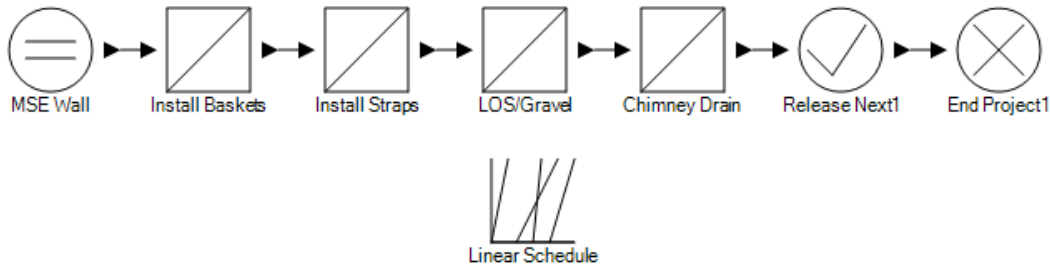 MSE Wall
Install Baskets
Install Straps
LOS/Gravel
Chimney Drain
Release Next1
End Project1
Linear Schedule